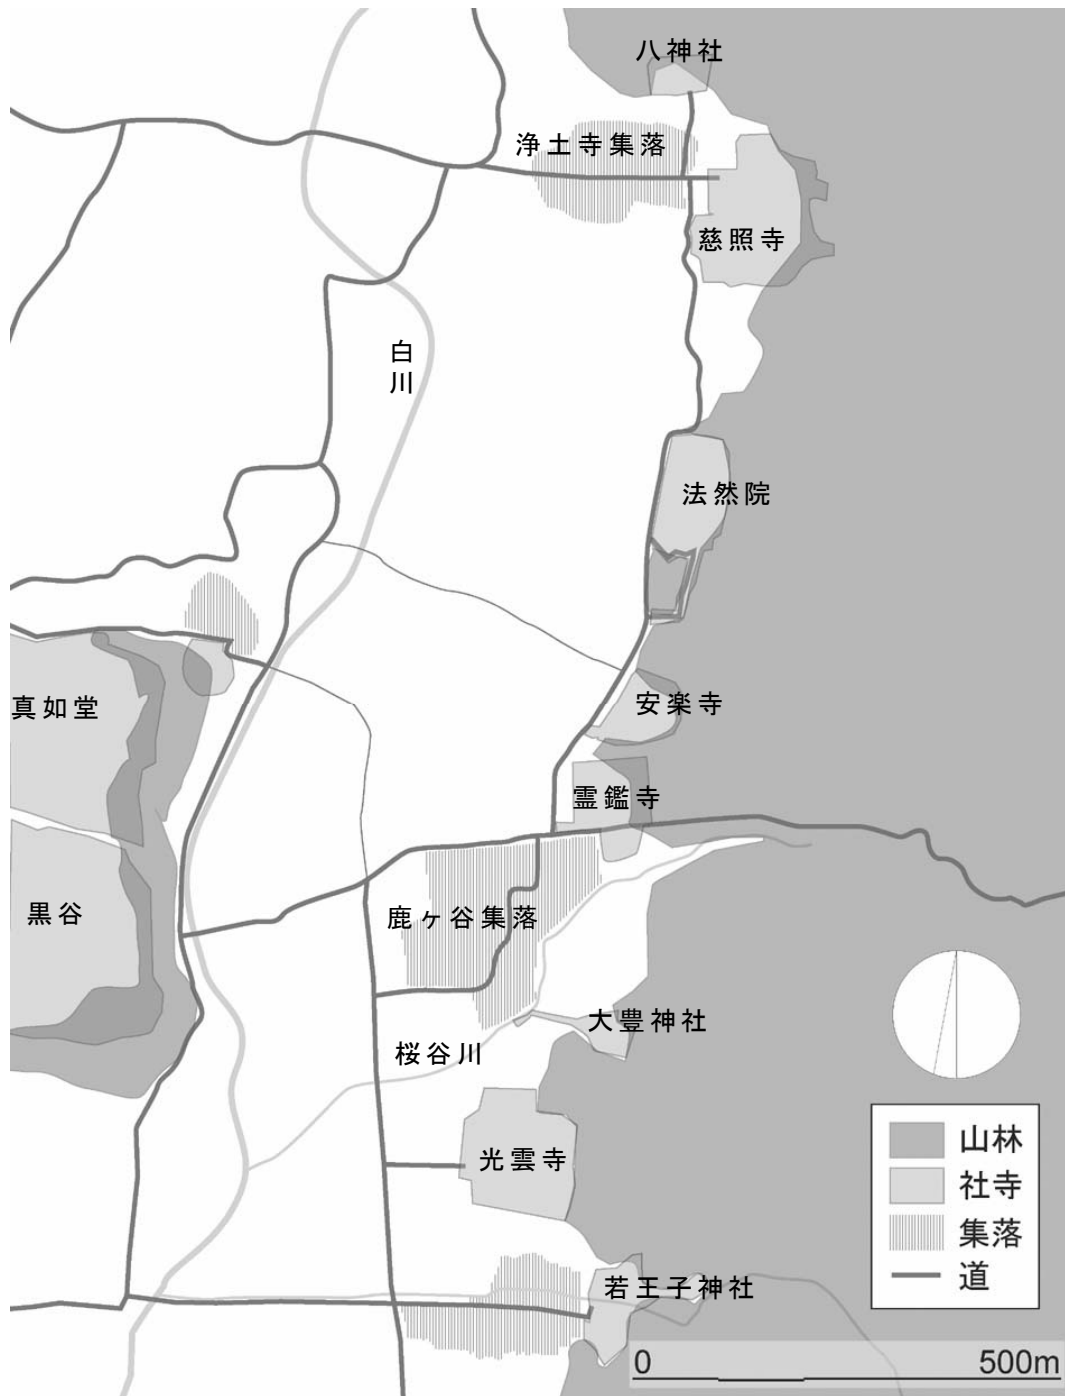 八神社
浄土寺集落
慈照寺
白川
法然院
真如堂
安楽寺
霊鑑寺
黒谷
鹿ヶ谷集落
大豊神社
桜谷川
光雲寺
若王子神社
山林
社寺
集落
道
0 500m